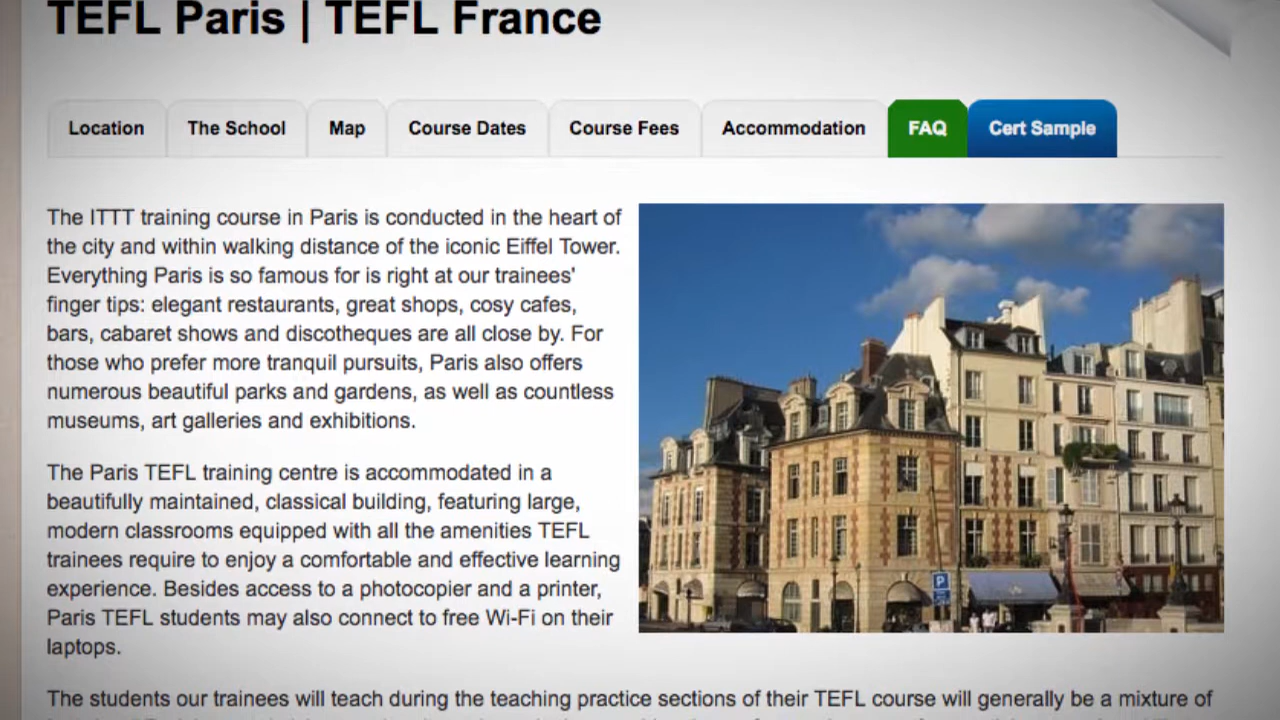 TEFL Paris | TEFL France
Location
The School
Map
Course Dates
Course Fees
Accommodation
FAQ
Cert Sample
The ITTT training course in Paris is conducted in the heart of
the city and within walking distance of the iconic Eiffel Tower.
Everything Paris is so famous for is right at our trainees'
finger tips: elegant restaurants, great shops, cosy cafes,
bars, cabaret shows and discotheques are all close by. For
those who prefer more tranquil pursuits, Paris also offers
numerous beautiful parks and gardens, as well as countless
museums, art galleries and exhibitions.
The Paris TEFL training centre is accommodated in a
beautifully maintained, classical building, featuring large,
modern classrooms equipped with all the amenities TEFL
trainees require to enjoy a comfortable and effective learning
experience. Besides access to a photocopier and a printer,
Paris TEFL students may also connect to free Wi-Fi on their
laptops.
P
The students our trainees will teach during the teaching practice sections of their TEFL course will generally be a mixture of